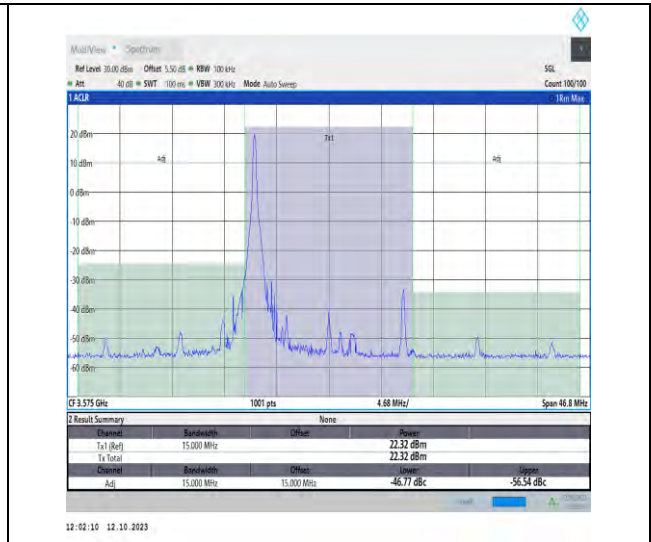 MultiView Spectrum
1
Ref Level 30.00 dBm Offset 5.50 dB RBW 100 kHz SGL
Att 40 dB SWT 100 ms VBW 300 kHz Mode Auto Sweep Count 100/100
1 ACLR 1Rm Max
20 dBm
Tx1
Adj Adj
10 dBm
0 dBm
-10 dBm
-20 dBm
-30 dBm
-40 dBm
-50 dBm
-60 dBm
CF 3.575 GHz 1001 pts 4.68 MHz/ Span 46.8 MHz
2 Result Summary None
Channel Bandwidth Offset Power
Tx1 (Ref) 15.000 MHz 22.32 dBm
Tx Total 22.32 dBm
Channel Bandwidth Offset Lower Upper
Adj 15.000 MHz 15.000 MHz -46.77 dBc -56.54 dBc
12:02:10 12.10.2023